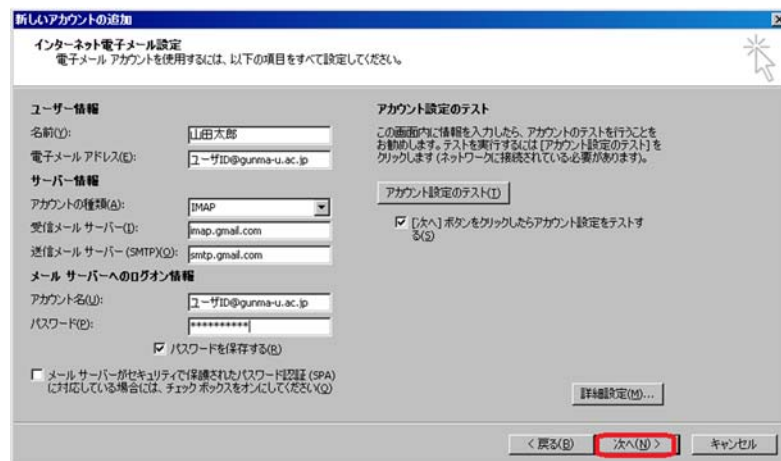 新しいアカウントの追加
インターネット電子メール設定
電子メール アカウントを使用するには、以下の項目をすべて設定してください。
ユーザー情報
名前(Y):
山田太郎
電子メール アドレス(E):
ユーザID@gunma-u.ac.jp
サーバー情報
アカウントの種類(A):
IMAP
受信メール サーバー(I):
imap.gmail.com
送信メール サーバー (SMTP)(O):
smtp.gmail.com
メール サーバーへのログオン情報
アカウント名(U):
ユーザID@gunma-u.ac.jp
パスワード(P):
**********
パスワードを保存する(R)
メール サーバーがセキュリティで保護されたパスワード認証 (SPA)
に対応している場合には、チェック ボックスをオンにしてください(Q)
アカウント設定のテスト
この画面内に情報を入力したら、アカウントのテストを行うことを
お勧めします。テストを実行するには [アカウント設定のテスト] を
クリックします (ネットワークに接続されている必要があります)。
アカウント設定のテスト(T)
[次へ] ボタンをクリックしたらアカウント設定をテストす
る(S)
詳細設定(M)...
< 戻る(B)
次へ(N) >
キャンセル